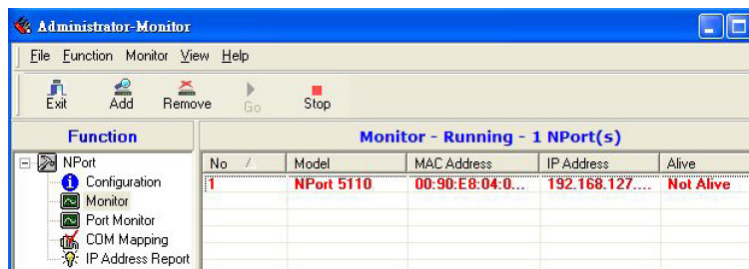 Administrator-Monitor
File Function Monitor View Help
Exit Add Remove Go Stop
Function
Monitor - Running - 1 NPort(s)
NPort
Configuration
Monitor
Port Monitor
COM Mapping
IP Address Report
No Model MAC Address IP Address Alive
1 NPort 5110 00:90:E8:04:0... 192.168.127.... Not Alive